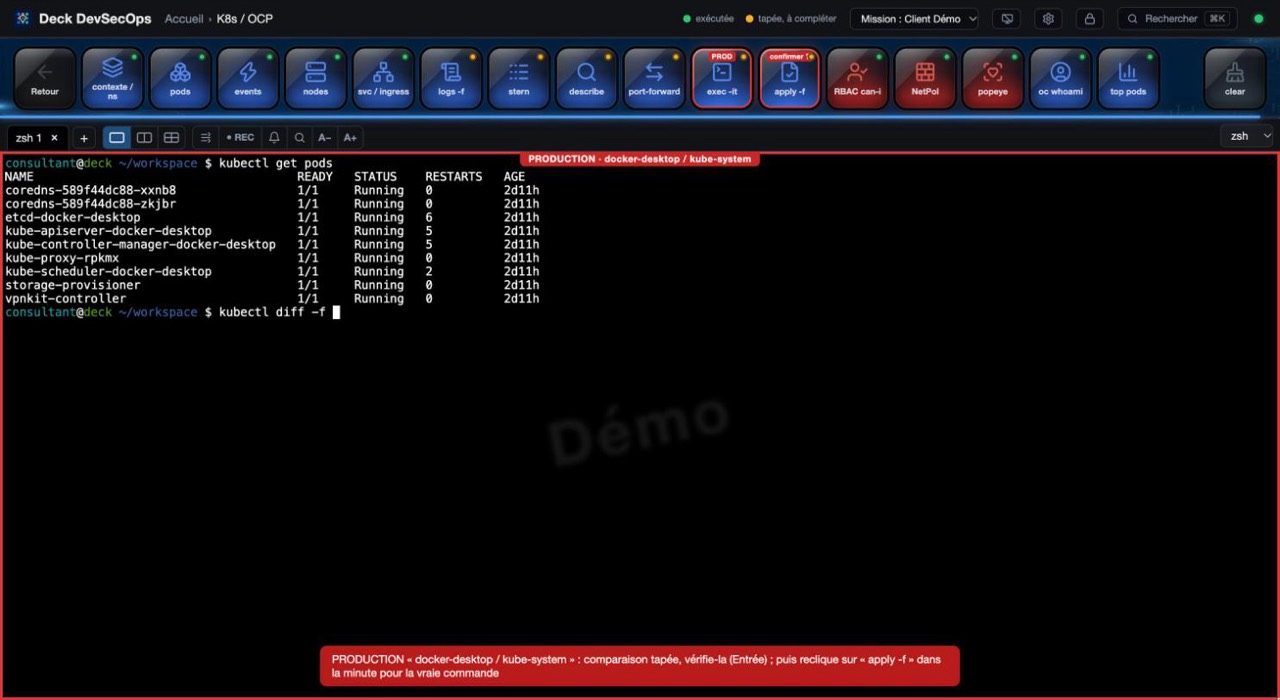 Deck DevSecOps Accueil › K8s / OCP exécutée tapée, à compléter Mission : Client Démo Rechercher ⌘K
Retour contexte / ns pods events nodes svc / ingress logs -f stern describe port-forward PROD exec -it confirmer apply -f RBAC can-i NetPol popeye oc whoami top pods clear
zsh 1 × + • REC A− A+ zsh
PRODUCTION · docker-desktop / kube-system
consultant@deck ~/workspace $ kubectl get pods
NAME READY STATUS RESTARTS AGE
coredns-589f44dc88-xxnb8 1/1 Running 0 2d11h
coredns-589f44dc88-zkjbr 1/1 Running 0 2d11h
etcd-docker-desktop 1/1 Running 6 2d11h
kube-apiserver-docker-desktop 1/1 Running 5 2d11h
kube-controller-manager-docker-desktop 1/1 Running 5 2d11h
kube-proxy-rpkmx 1/1 Running 0 2d11h
kube-scheduler-docker-desktop 1/1 Running 2 2d11h
storage-provisioner 1/1 Running 0 2d11h
vpnkit-controller 1/1 Running 0 2d11h
consultant@deck ~/workspace $ kubectl diff -f
Démo
PRODUCTION « docker-desktop / kube-system » : comparaison tapée, vérifie-la (Entrée) ; puis reclique sur « apply -f » dans
la minute pour la vraie commande